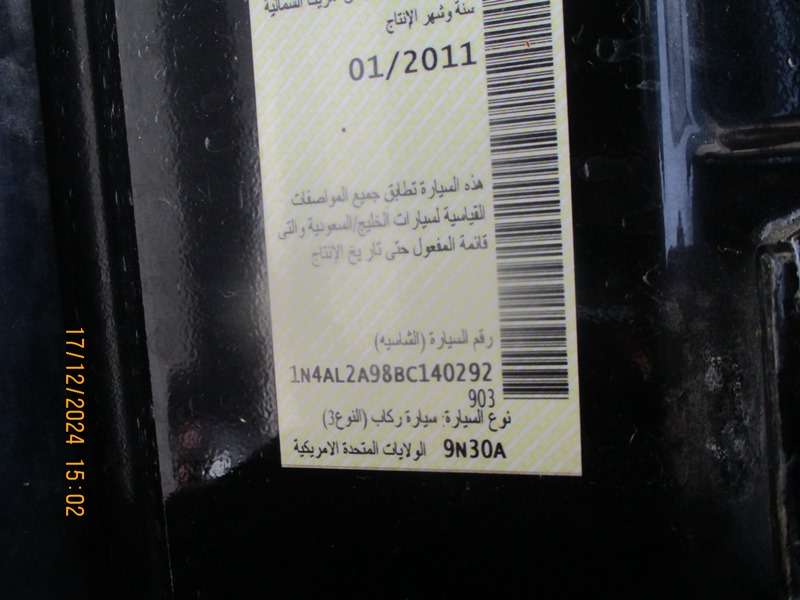 سنة وشهر الإنتاج
01/2011
هذه السيارة تطابق جميع المواصفات
القياسية لسيارات الخليج/السعودية والتى
قائمة المفعول حتى تاريخ الإنتاج
رقم السيارة (الشاسيه)
1N4AL2A98BC140292
903
نوع السيارة: سيارة ركاب (النوع3)
9N30A الولايات المتحدة الامريكية
17/12/2024 15:02